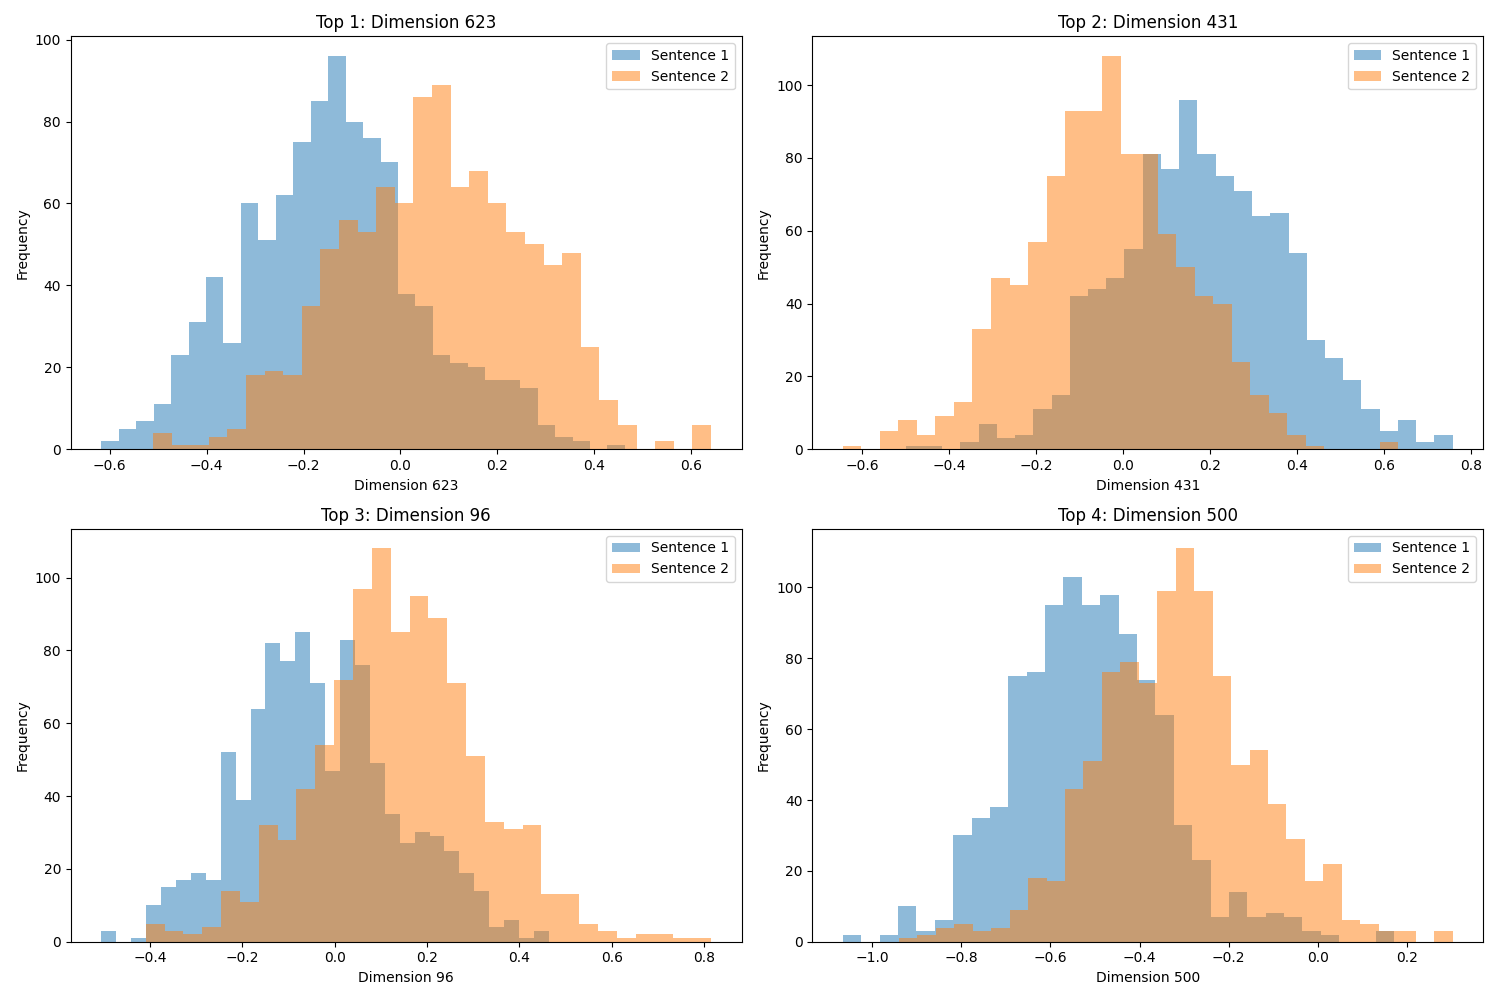 Top 1: Dimension 623
Sentence 1
Sentence 2
Frequency
100
80
60
40
20
0
−0.6 −0.4 −0.2 0.0 0.2 0.4 0.6
Dimension 623
Top 2: Dimension 431
Sentence 1
Sentence 2
Frequency
100
80
60
40
20
0
−0.6 −0.4 −0.2 0.0 0.2 0.4 0.6 0.8
Dimension 431
Top 3: Dimension 96
Sentence 1
Sentence 2
Frequency
100
80
60
40
20
0
−0.4 −0.2 0.0 0.2 0.4 0.6 0.8
Dimension 96
Top 4: Dimension 500
Sentence 1
Sentence 2
Frequency
100
80
60
40
20
0
−1.0 −0.8 −0.6 −0.4 −0.2 0.0 0.2
Dimension 500